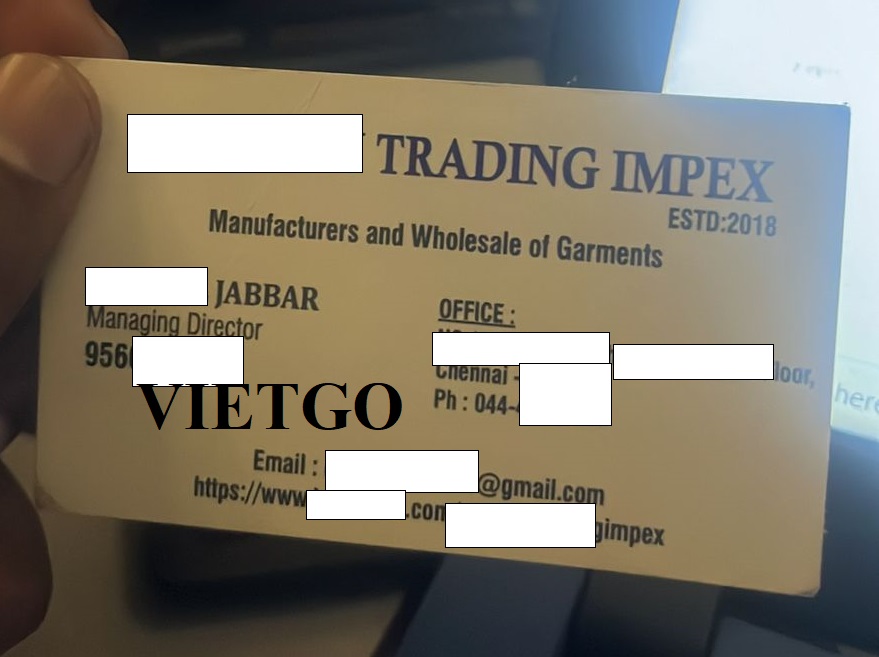 TRADING IMPEX
ESTD:2018
Manufacturers and Wholesale of Garments
JABBAR
Managing Director
956
OFFICE :
Chennai -
loor,
Ph : 044-
VIETGO
Email : @gmail.com
https://www .com gimpex
here